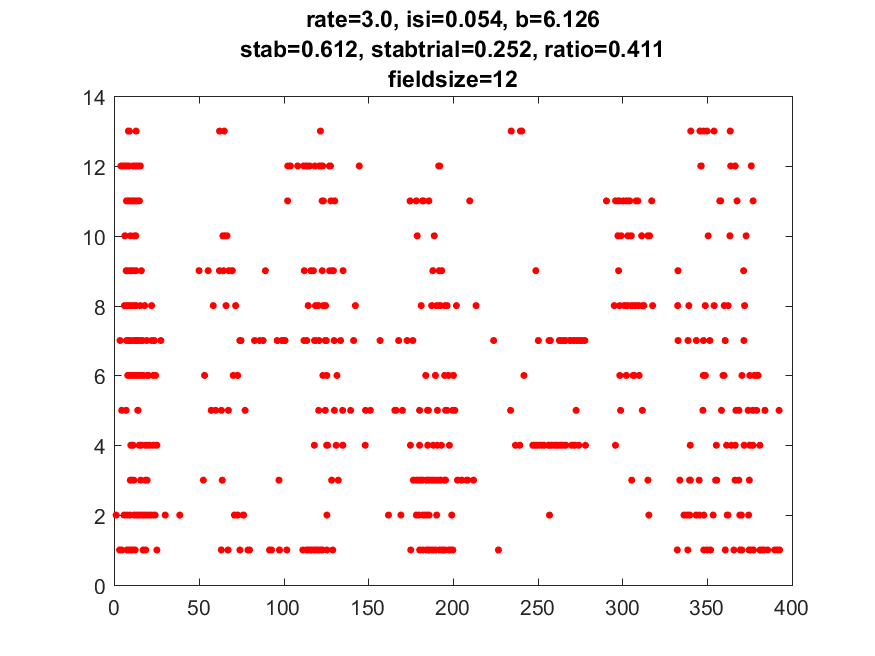 rate=3.0, isi=0.054, b=6.126
stab=0.612, stabtrial=0.252, ratio=0.411
fieldsize=12
14
12
10
8
6
4
2
0
0 50 100 150 200 250 300 350 400